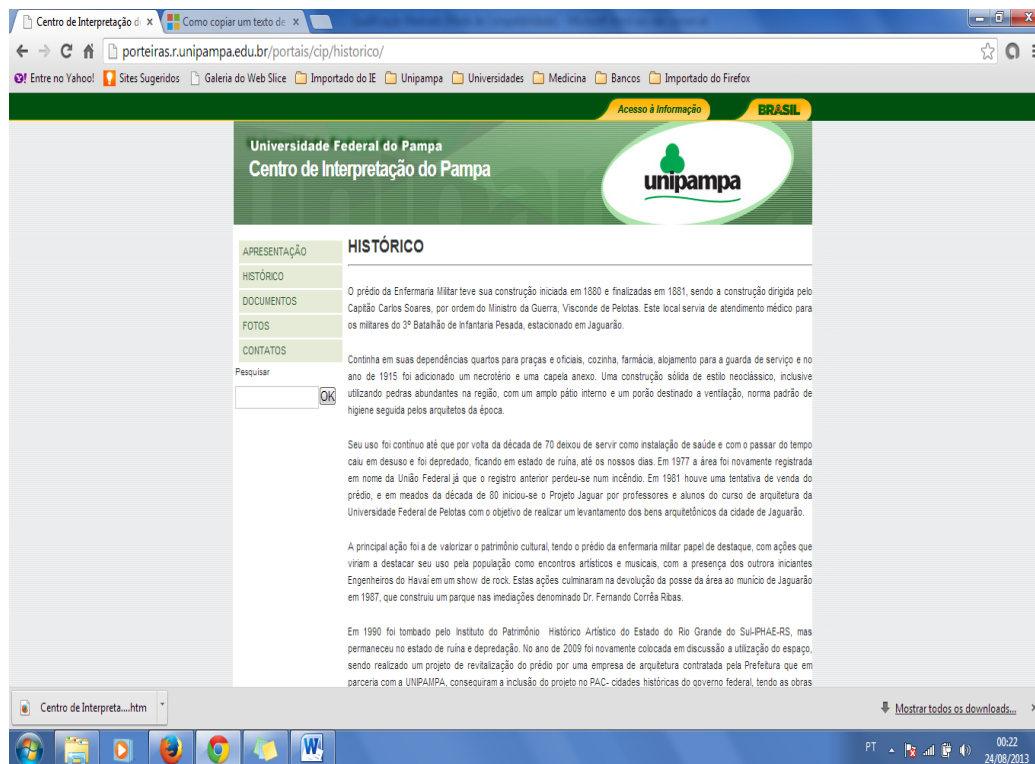 Centro de Interpretação d
Como copiar um texto de
porteiras.r.unipampa.edu.br/portais/cip/historico/
Entre no Yahoo!
Sites Sugeridos
Galeria do Web Slice
Importado do IE
Unipampa
Universidades
Medicina
Bancos
Importado do Firefox
Acesso à Informação
BRASIL
Universidade Federal do Pampa
Centro de Interpretação do Pampa
unipampa
APRESENTAÇÃO
HISTÓRICO
DOCUMENTOS
FOTOS
CONTATOS
Pesquisar
OK
HISTÓRICO
O prédio da Enfermaria Militar teve sua construção iniciada em 1880 e finalizadas em 1881, sendo a construção dirigida pelo
Capitão Carlos Soares, por ordem do Ministro da Guerra, Visconde de Pelotas. Este local servia de atendimento médico para
os militares do 3º Batalhão de Infantaria Pesada, estacionado em Jaguarão.
Continha em suas dependências quartos para praças e oficiais, cozinha, farmácia, alojamento para a guarda de serviço e no
ano de 1915 foi adicionado um necrotério e uma capela anexo. Uma construção sólida de estilo neoclássico, inclusive
utilizando pedras abundantes na região, com um amplo pátio interno e um porão destinado a ventilação, norma padrão de
higiene seguida pelos arquitetos da época.
Seu uso foi contínuo até que por volta da década de 70 deixou de servir como instalação de saúde e com o passar do tempo
caiu em desuso e foi depredado, ficando em estado de ruína, até os nossos dias. Em 1977 a área foi novamente registrada
em nome da União Federal já que o registro anterior perdeu-se num incêndio. Em 1981 houve uma tentativa de venda do
prédio, e em meados da década de 80 iniciou-se o Projeto Jaguar por professores e alunos do curso de arquitetura da
Universidade Federal de Pelotas com o objetivo de realizar um levantamento dos bens arquitetônicos da cidade de Jaguarão.
A principal ação foi a de valorizar o patrimônio cultural, tendo o prédio da enfermaria militar papel de destaque, com ações que
viriam a destacar seu uso pela população como encontros artísticos e musicais, com a presença dos outrora iniciantes
Engenheiros do Havaí em um show de rock. Estas ações culminaram na devolução da posse da área ao munício de Jaguarão
em 1987, que construiu um parque nas imediações denominado Dr. Fernando Corrêa Ribas.
Em 1990 foi tombado pelo Instituto do Patrimônio Histórico Artístico do Estado do Rio Grande do Sul-IPHAE-RS, mas
permaneceu no estado de ruína e depredação. No ano de 2009 foi novamente colocada em discussão a utilização do espaço,
sendo realizado um projeto de revitalização do prédio por uma empresa de arquitetura contratada pela Prefeitura que em
parceria com a UNIPAMPA, conseguiram a inclusão do projeto no PAC- cidades históricas do governo federal, tendo as obras
Centro de Interpreta....htm
Mostrar todos os downloads...
PT
00:22
24/08/2013